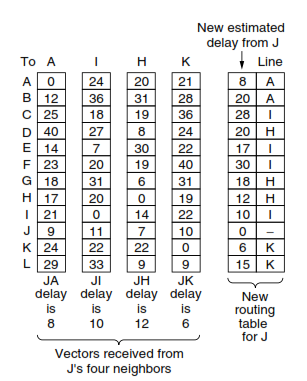 New estimated
delay from J
To A I H K Line
A 0 24 20 21 8 A
B 12 36 31 28 20 A
C 25 18 19 36 28 I
D 40 27 8 24 20 H
E 14 7 30 22 17 I
F 23 20 19 40 30 I
G 18 31 6 31 18 H
H 17 20 0 19 12 H
I 21 0 14 22 10 I
J 9 11 7 10 0 –
K 24 22 22 0 6 K
L 29 33 9 9 15 K
JA JI JH JK
delay delay delay delay
is is is is
8 10 12 6
New
routing
table
for J
Vectors received from
J's four neighbors